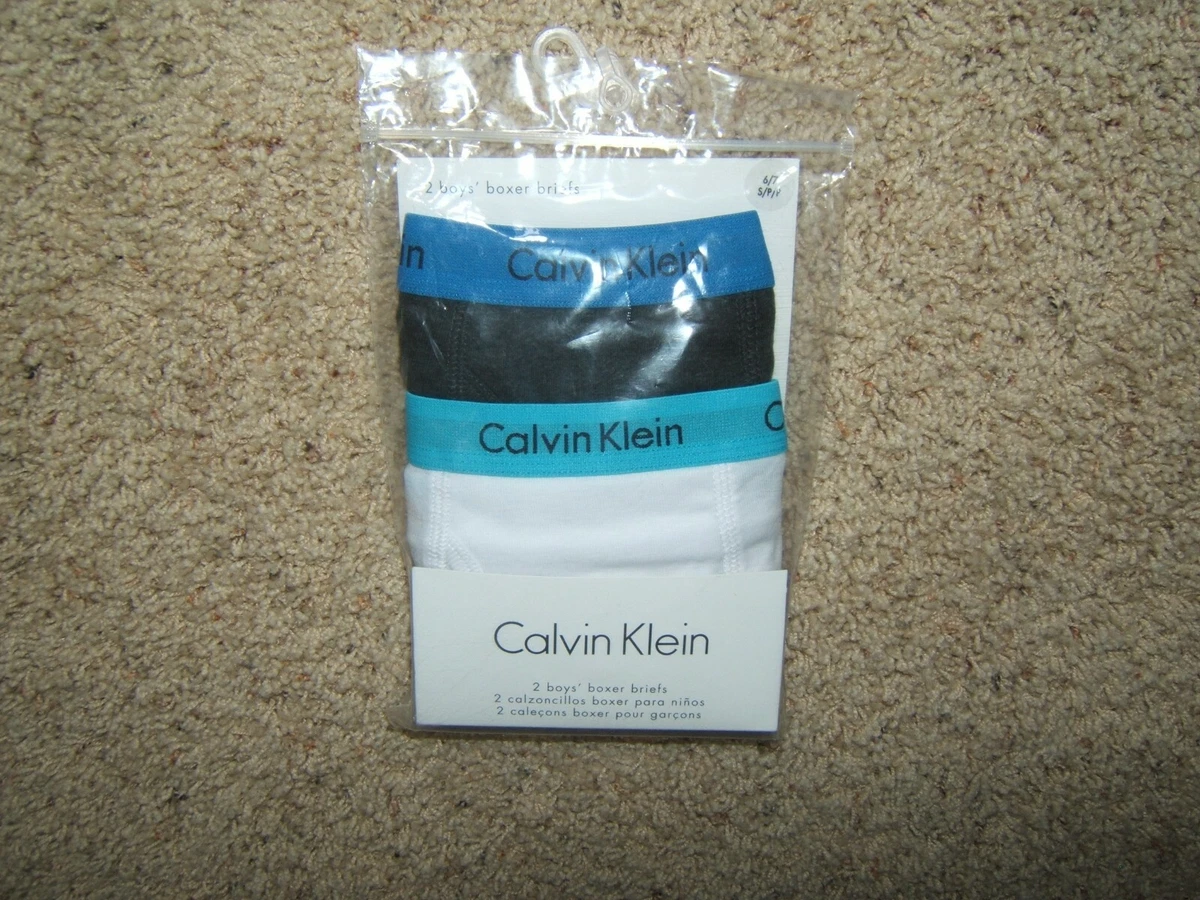 2 boys' boxer briefs
6/7
S/P/P
in
Calvin Klein
Calvin Klein
C
Calvin Klein
2 boys' boxer briefs
2 calzoncillos boxer para niños
2 caleçons boxer pour garçons